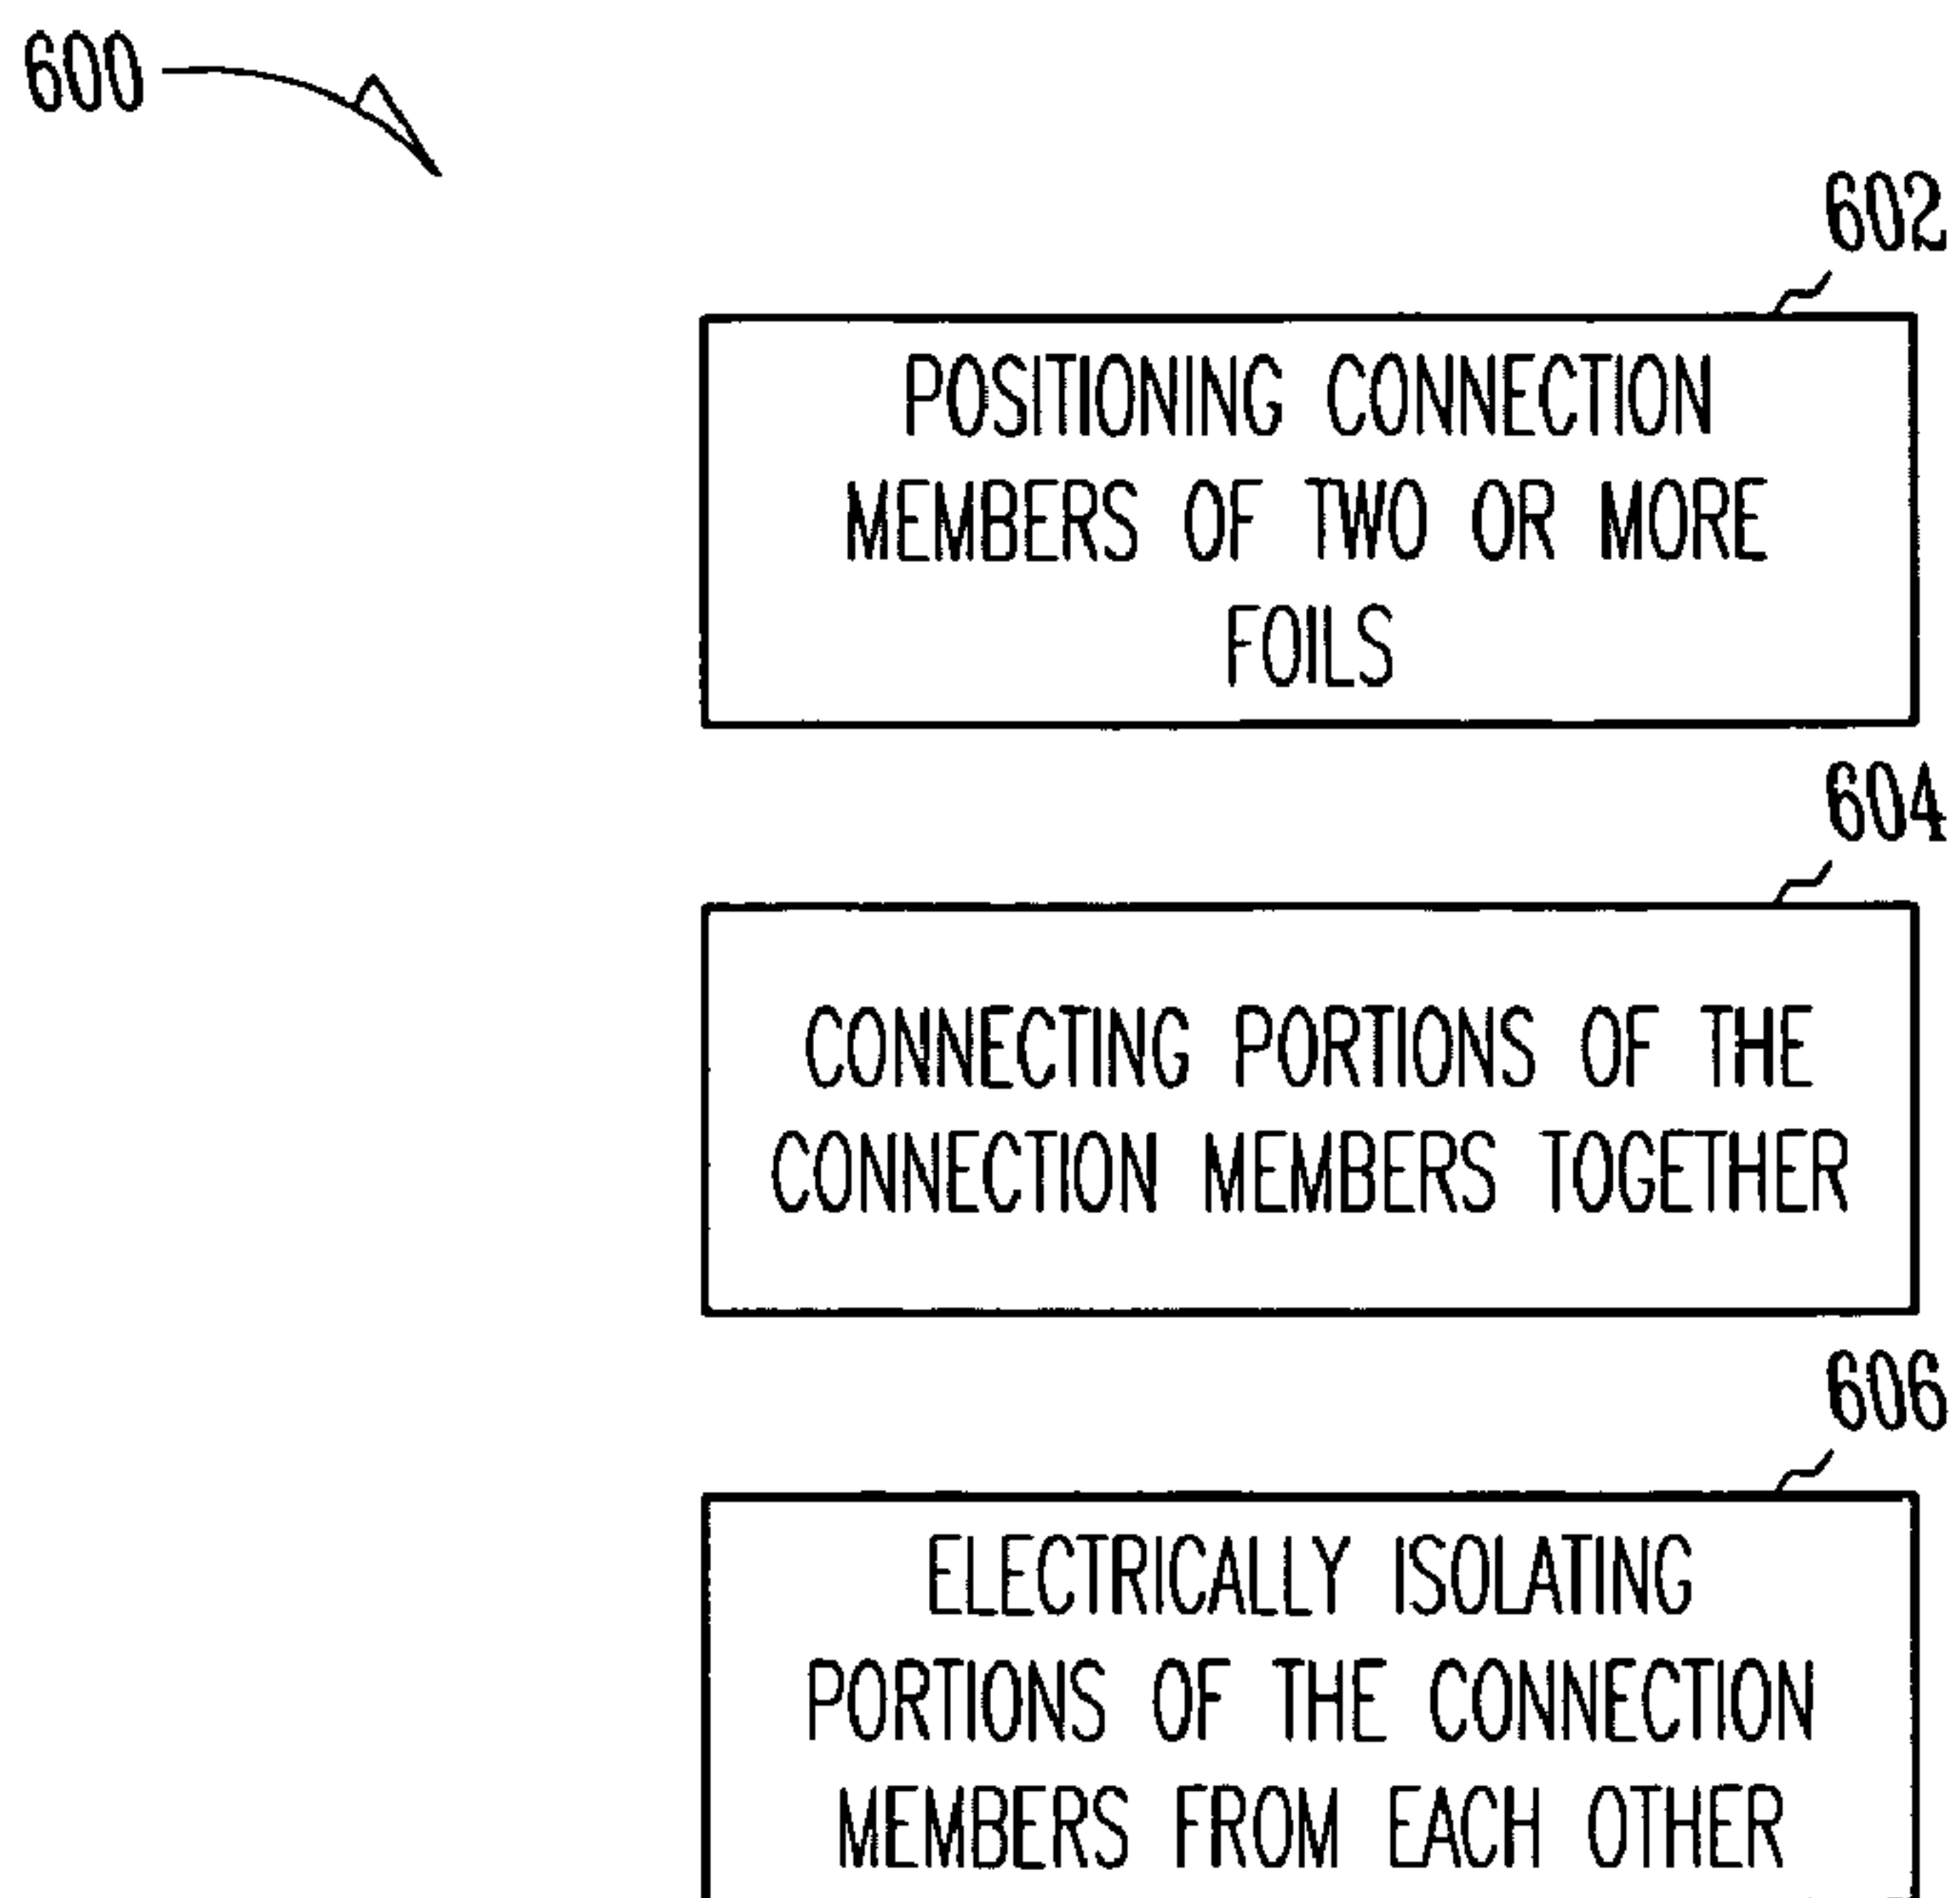 600
602
POSITIONING CONNECTION
MEMBERS OF TWO OR MORE
FOILS
604
CONNECTING PORTIONS OF THE
CONNECTION MEMBERS TOGETHER
606
ELECTRICALLY ISOLATING
PORTIONS OF THE CONNECTION
MEMBERS FROM EACH OTHER